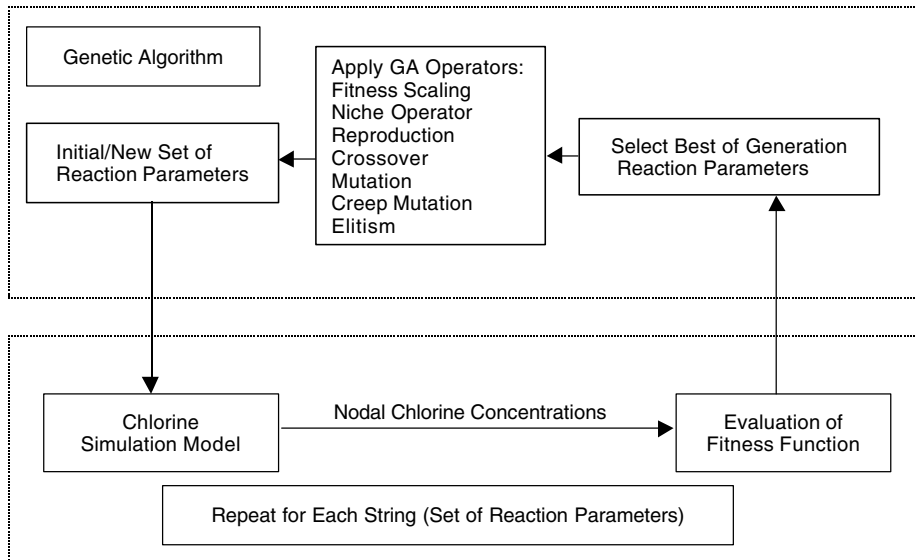 Genetic Algorithm
Apply GA Operators:
Fitness Scaling
Niche Operator
Reproduction
Crossover
Mutation
Creep Mutation
Elitism
Initial/New Set of
Reaction Parameters
Select Best of Generation
Reaction Parameters
Chlorine
Simulation Model
Nodal Chlorine Concentrations
Evaluation of
Fitness Function
Repeat for Each String (Set of Reaction Parameters)